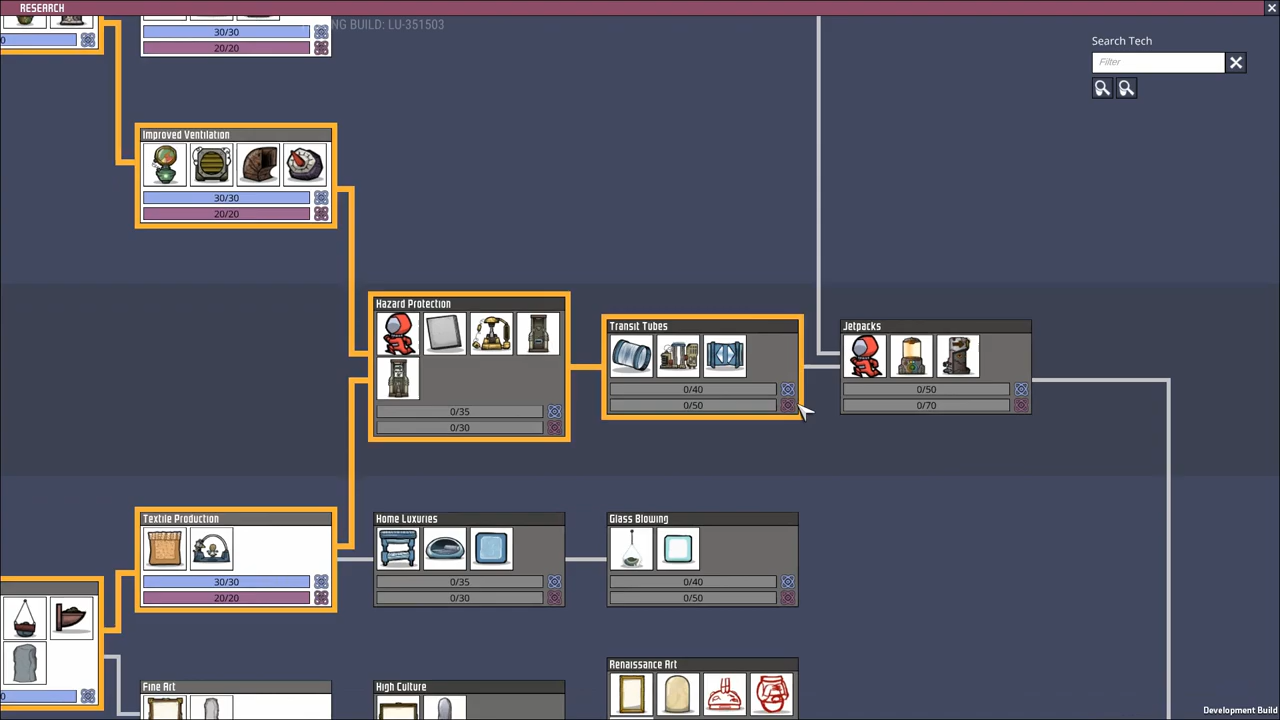 RESEARCH
NG BUILD: LU-351503
30/30
20/20
Search Tech
Filter
Improved Ventilation
30/30
20/20
Hazard Protection
0/35
0/30
Transit Tubes
0/40
0/50
Jetpacks
0/50
0/70
Textile Production
30/30
20/20
Home Luxuries
0/35
0/30
Glass Blowing
0/40
0/50
Fine Art
High Culture
Renaissance Art
Development Build